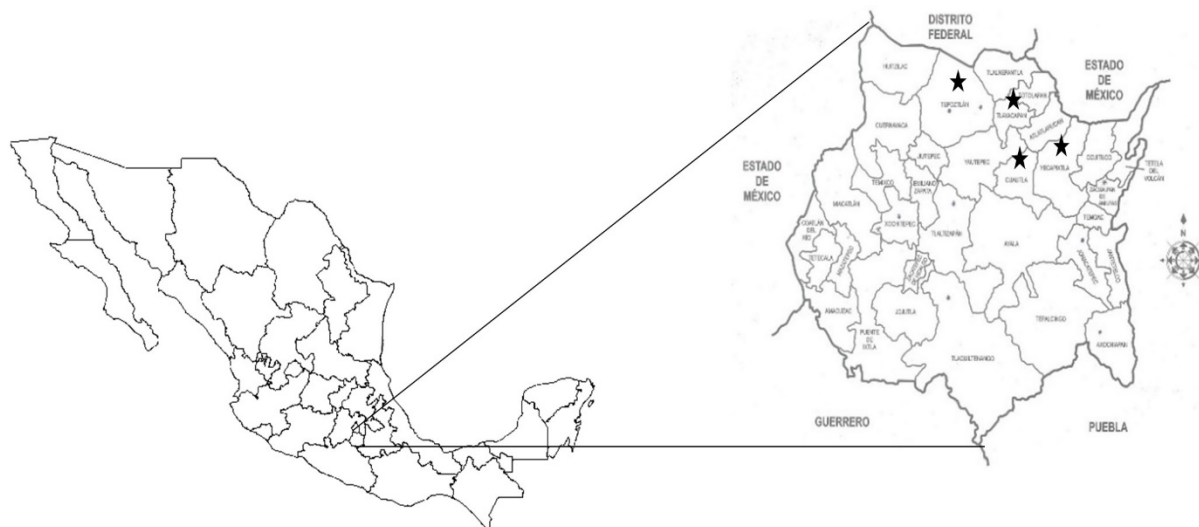 DISTRITO
FEDERAL
HUITZILAC
TLALNEPANTLA
ESTADO
DE
MÉXICO
TEPOZTLÁN
TLAYACAPAN
CUERNAVACA
ATLATLAHUCAN
ESTADO
DE
MÉXICO
JIUTEPEC
YAUTEPEC
OCUITUCO
TETELA
DEL
VOLCÁN
CUAUTLA
YECAPIXTLA
TEMIXCO
EMILIANO
ZAPATA
MIACATLÁN
TEMOAC
COATLÁN
DEL
RÍO
XOCHITEPEC
TLALTIZAPÁN
AYALA
N
TETECALA
MAZATEPEC
JONACATEPEC
JANTETELCO
AMACUZAC
JOJUTLA
TEPALCINGO
PUENTE
DE
IXTLA
TLAQUILTENANGO
AXOCHIAPAN
GUERRERO
PUEBLA